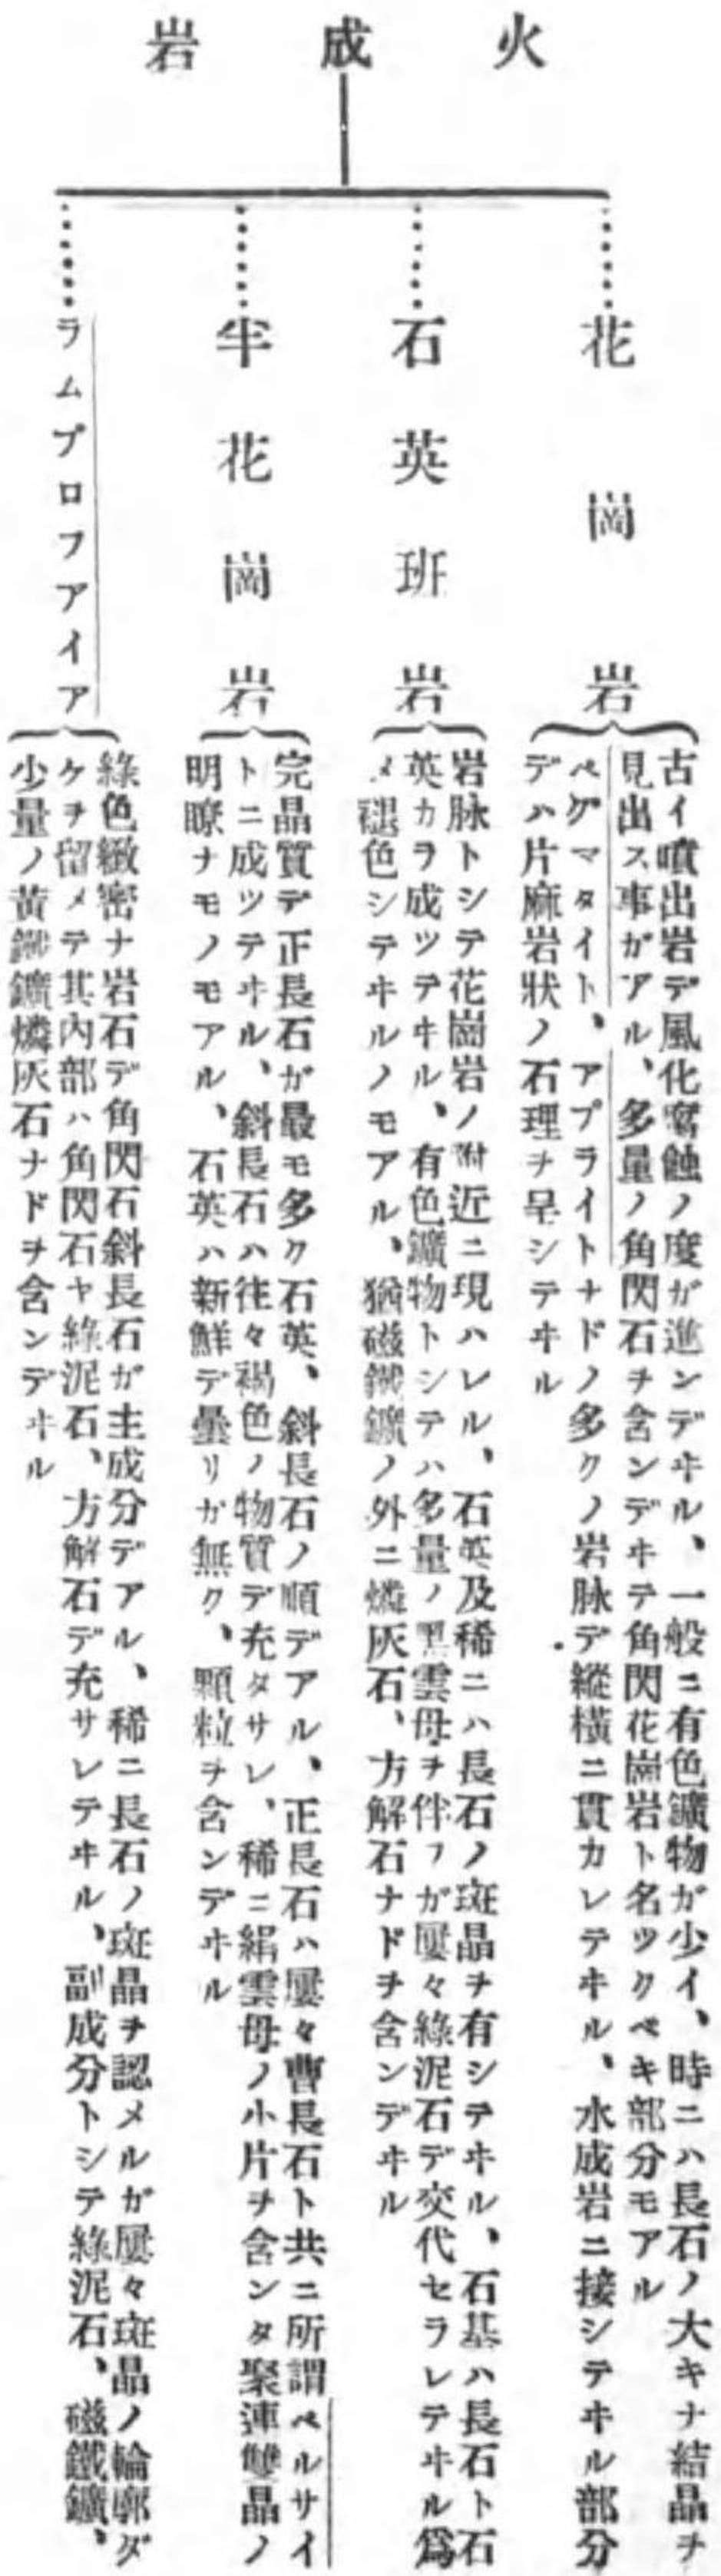 火成岩
花崗岩
古イ噴出岩デ風化腐蝕ノ度ガ進ンデヰル、一般ニ有色鑛物ガ少イ、時ニハ長石ノ大キナ結晶ヲ
見出ス事ガアル、多量ノ角閃石ヲ含ンデヰテ角閃花崗岩ト名ツクベキ部分モアル
ペグマタイト、アプライトナドノ多クノ岩脉デ縱橫ニ貫カレテヰル、水成岩ニ接シテヰル部分
デハ片麻岩狀ノ石理ヲ呈シテヰル
石英班岩
岩脉トシテ花崗岩ノ附近ニ現ハレル、石英及稀ニハ長石ノ斑晶ヲ有シテヰル、石基ハ長石ト石
英カラ成ツテヰル、有色鑛物トシテハ多量ノ黑雲母ヲ伴フガ屢々綠泥石デ交代セラレテヰル爲
メ褪色シテヰルノモアル、猶磁鐵鑛ノ外ニ燐灰石、方解石ナドヲ含ンデヰル
半花崗岩
完晶質デ正長石ガ最モ多ク石英、斜長石ノ順デアル、正長石ハ屢々曹長石ト共ニ所謂ペルサイ
トニ成ツテヰル、斜長石ハ往々褐色ノ物質デ充タサレ、稀ニ絹雲母ノ小片ヲ含ンタ聚連雙晶ノ
明瞭ナモノモアル、石英ハ新鮮デ曇リガ無ク、顆粒ヲ含ンデヰル
ラムプロフアイア
綠色緻密ナ岩石デ角閃石斜長石ガ主成分デアル、稀ニ長石ノ斑晶ヲ認メルガ屢々斑晶ノ輪廓ダ
ケヲ留メテ其內部ハ角閃石ヤ綠泥石、方解石デ充サレテヰル、副成分トシテ綠泥石、磁鐵鑛、
少量ノ黃鐵鑛燐灰石ナドヲ含ンデヰル